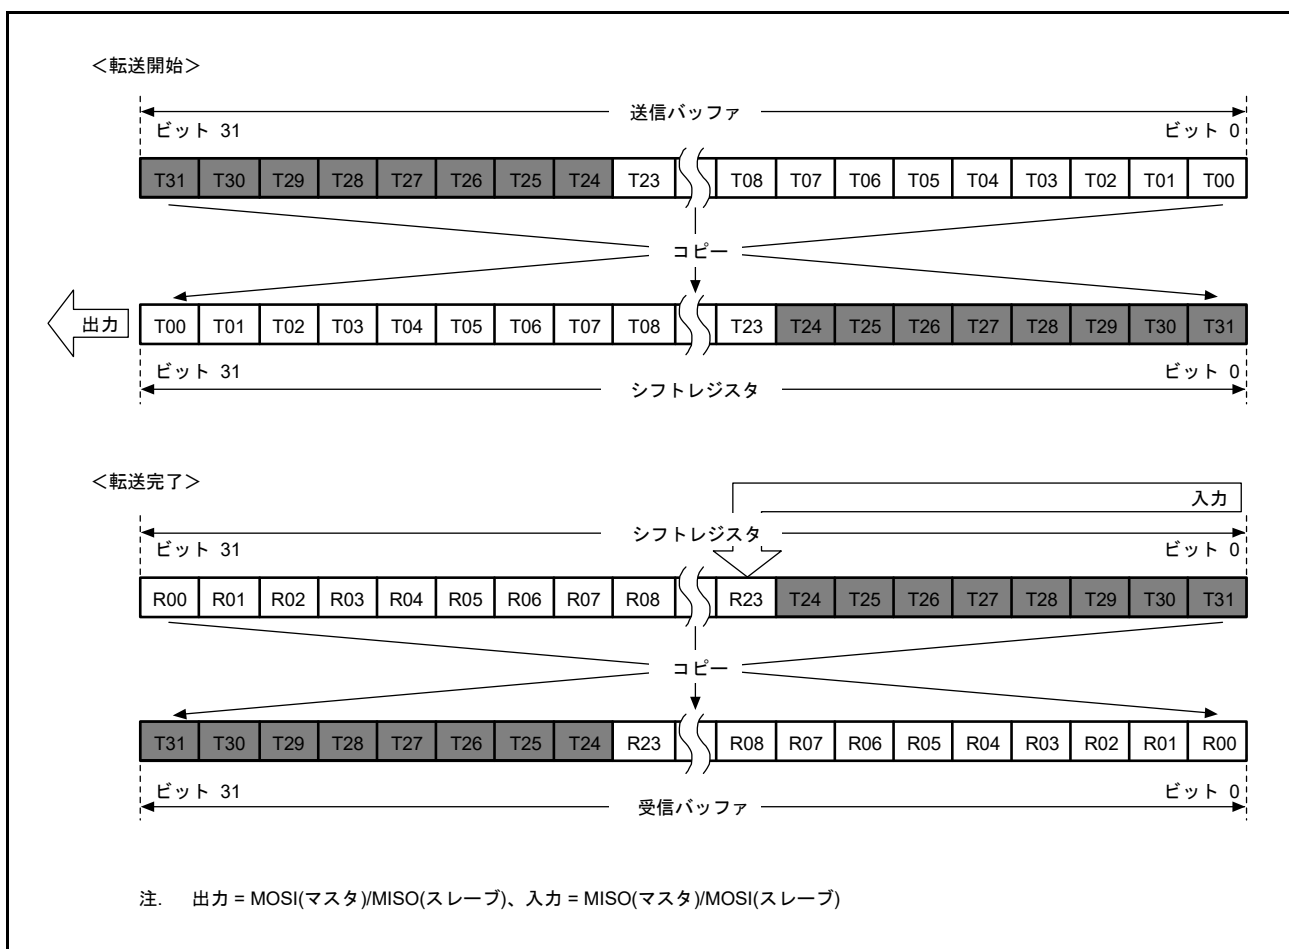 ＜転送開始＞
送信バッファ
ビット 31 ビット 0
T31 T30 T29 T28 T27 T26 T25 T24 T23 T08 T07 T06 T05 T04 T03 T02 T01 T00
コピー
出力 T00 T01 T02 T03 T04 T05 T06 T07 T08 T23 T24 T25 T26 T27 T28 T29 T30 T31
ビット 31 ビット 0
シフトレジスタ
＜転送完了＞
入力
シフトレジスタ
ビット 31 ビット 0
R00 R01 R02 R03 R04 R05 R06 R07 R08 R23 T24 T25 T26 T27 T28 T29 T30 T31
コピー
T31 T30 T29 T28 T27 T26 T25 T24 R23 R08 R07 R06 R05 R04 R03 R02 R01 R00
ビット 31 ビット 0
受信バッファ
注. 出力 = MOSI(マスタ)/MISO(スレーブ)、入力 = MISO(マスタ)/MOSI(スレーブ)